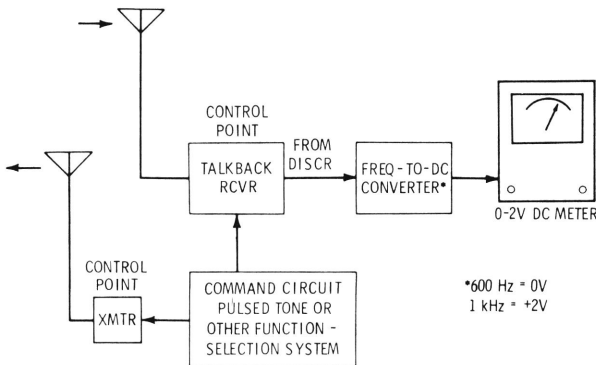 CONTROL
POINT
TALKBACK
RCVR
FROM
DISCR
FREQ-TO-DC
CONVERTER*
0-2V DC METER
CONTROL
POINT
XMTR
COMMAND CIRCUIT
PULSED TONE OR
OTHER FUNCTION -
SELECTION SYSTEM
*600 Hz = 0V
1 kHz = +2V